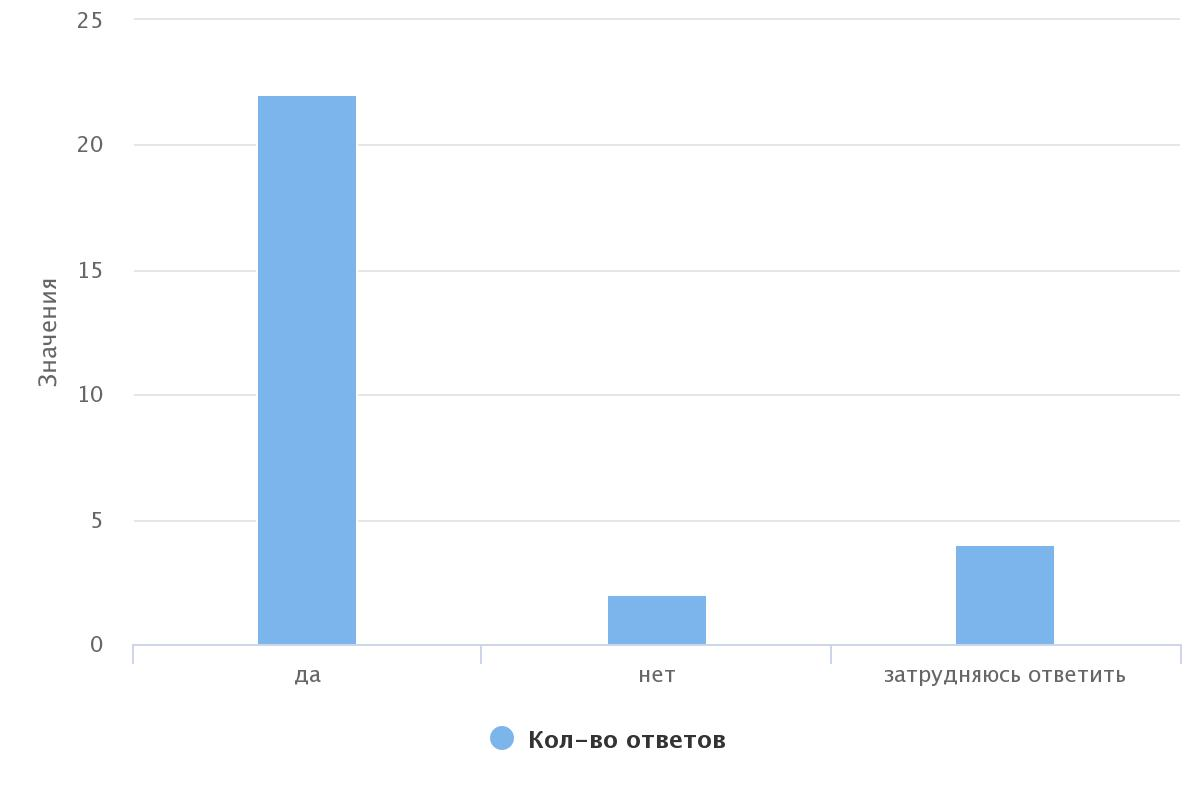 25
20
15
10
5
0
Значения
да
нет
затрудняюсь ответить
Кол-во ответов